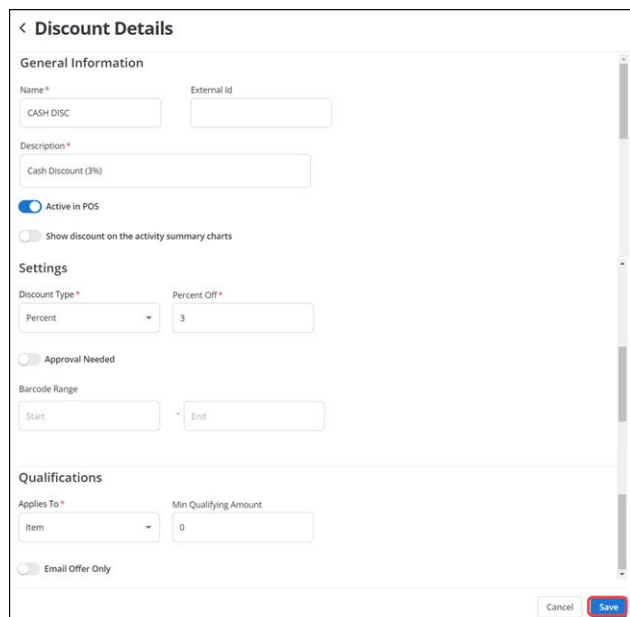 Discount Details
General Information
Name* External Id
CASH DISC
Description*
Cash Discount (3%)
Active in POS
Show discount on the activity summary charts
Settings
Discount Type* Percent Off*
Percent 3
Approval Needed
Barcode Range
Start - End
Qualifications
Applies To* Min Qualifying Amount
Item 0
Email Offer Only
Cancel Save